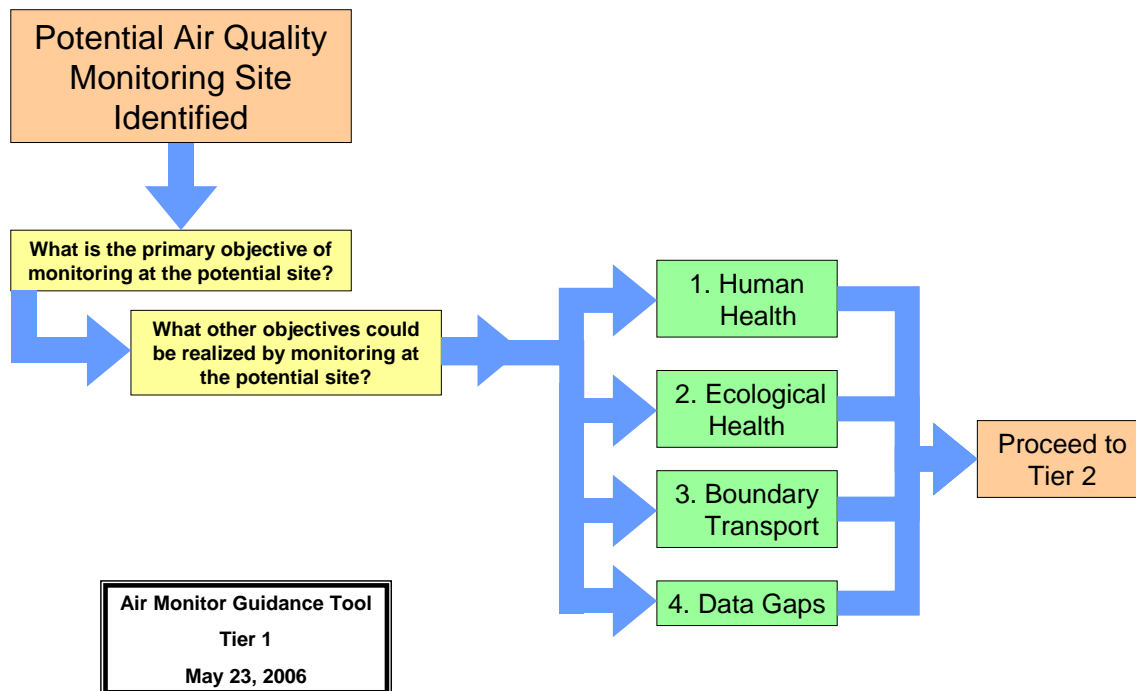 Potential Air Quality
Monitoring Site
Identified
What is the primary objective of
monitoring at the potential site?
What other objectives could
be realized by monitoring at
the potential site?
1. Human
Health
2. Ecological
Health
3. Boundary
Transport
4. Data Gaps
Proceed to
Tier 2
Air Monitor Guidance Tool
Tier 1
May 23, 2006